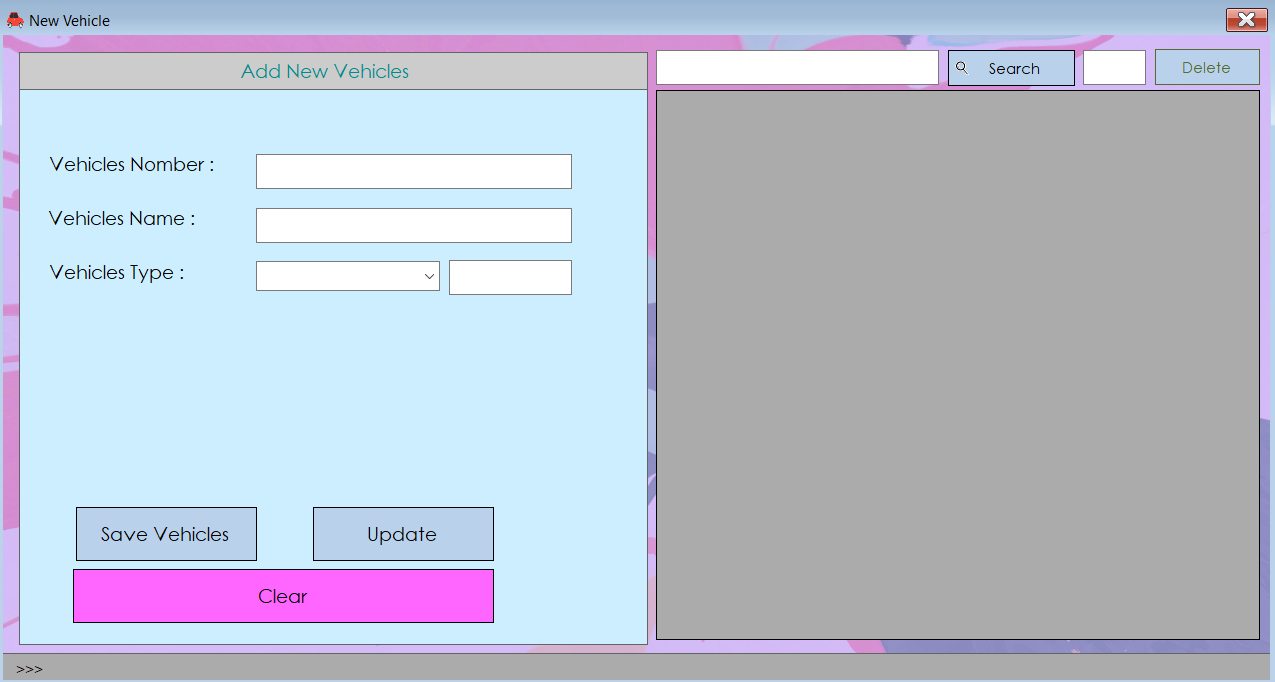 New Vehicle
Add New Vehicles
Search
Delete
Vehicles Nomber :
Vehicles Name :
Vehicles Type :
Save Vehicles
Update
Clear
>>>